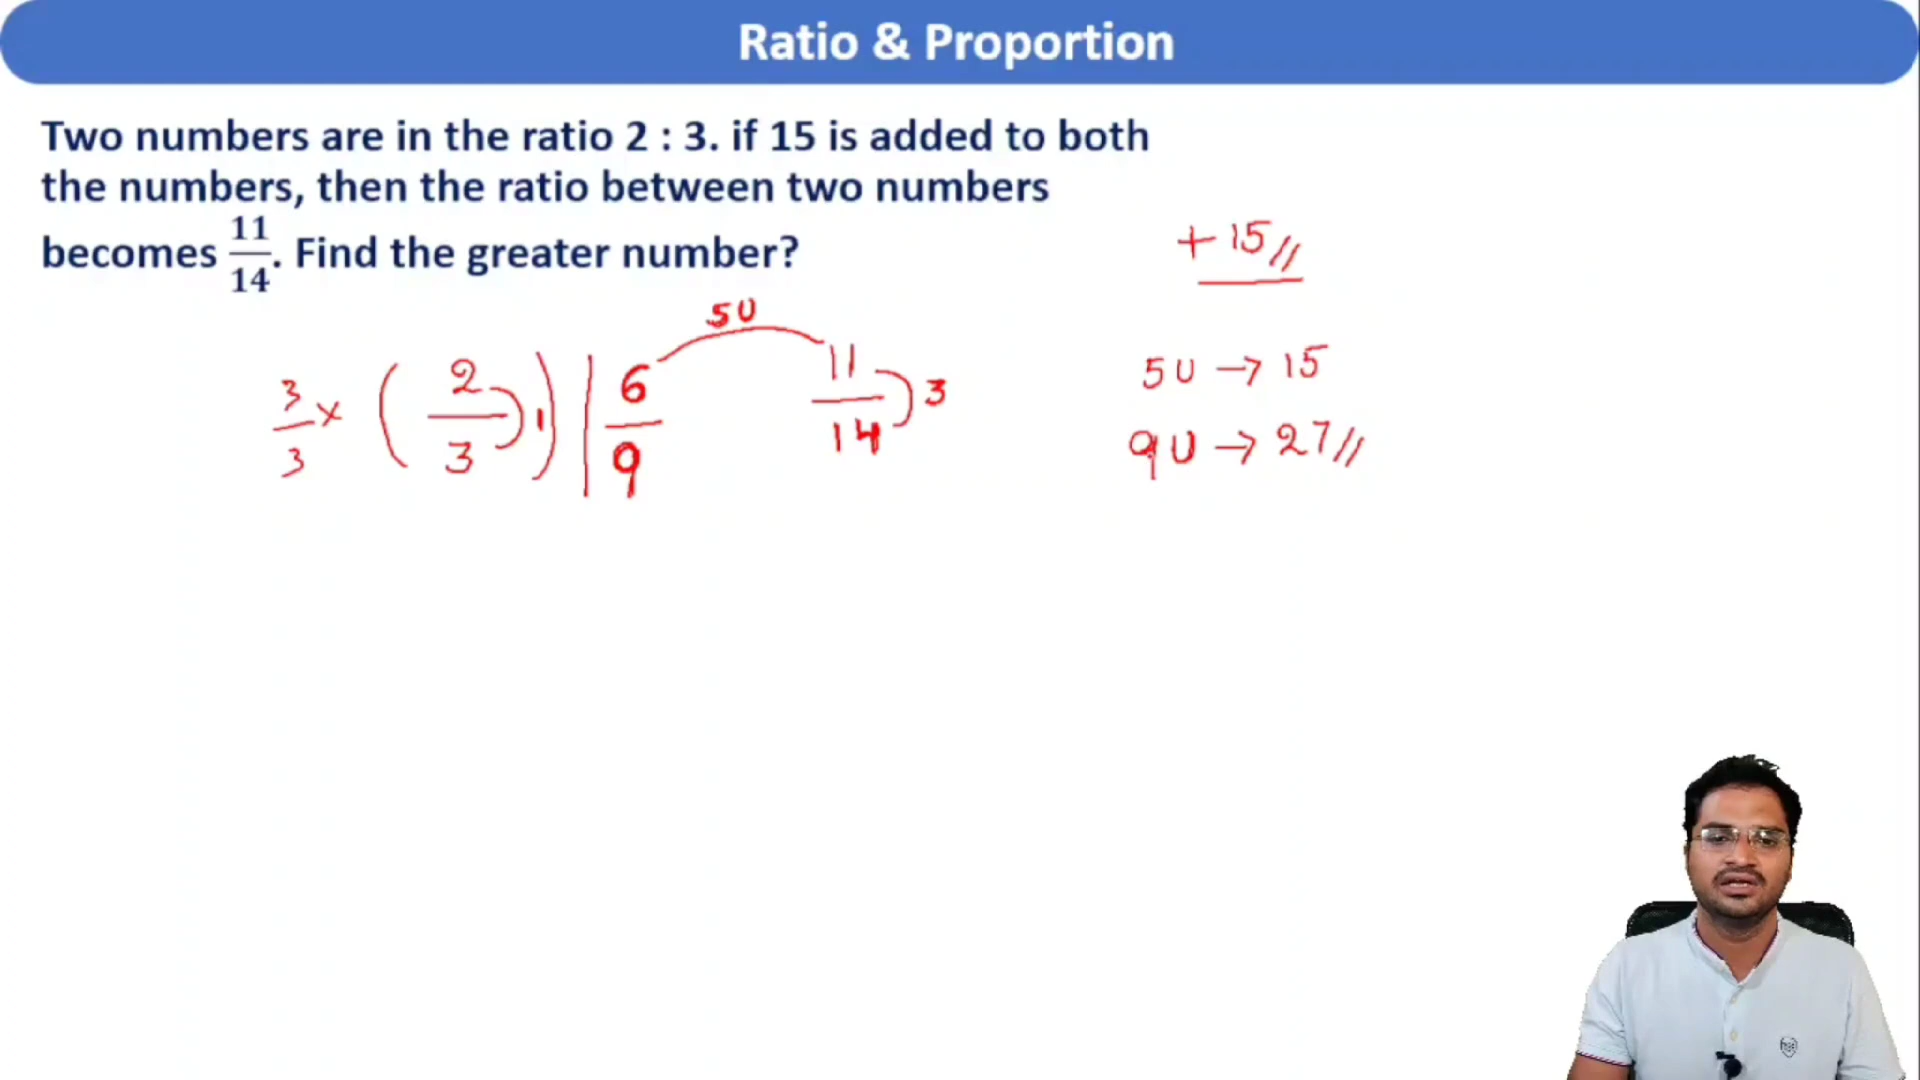 Ratio & Proportion
Two numbers are in the ratio 2 : 3. if 15 is added to both
the numbers, then the ratio between two numbers
becomes 11/14. Find the greater number?
+ 15//
5U
3/3 × ( 2/3 ) 1 ) | 6/9 11/14 ) 3
5U → 15
9U → 27//